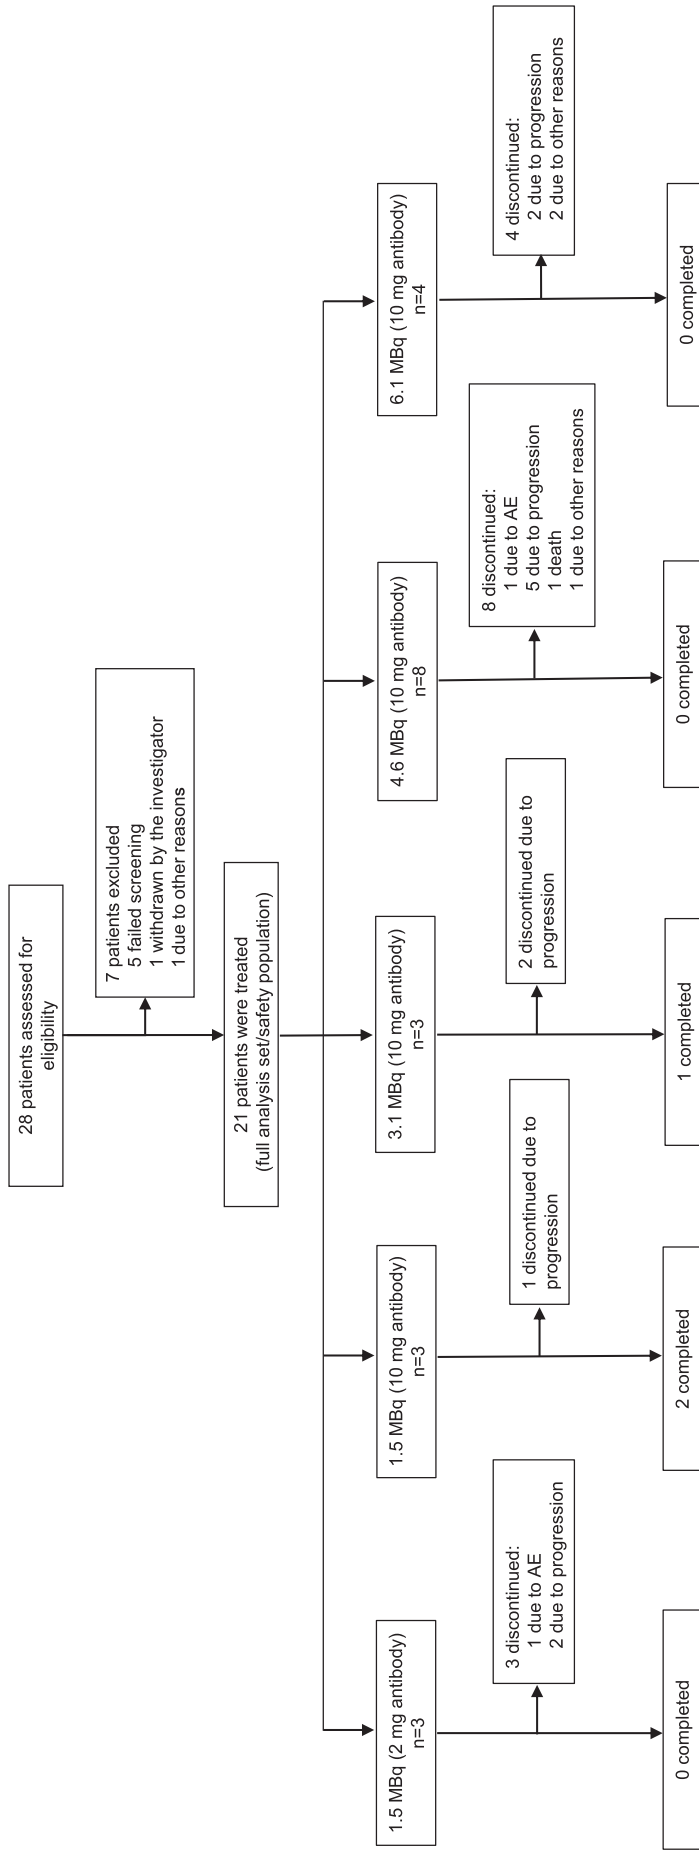 28 patients assessed for
eligibility
7 patients excluded
5 failed screening
1 withdrawn by the investigator
1 due to other reasons
21 patients were treated
(full analysis set/safety population)
1.5 MBq (2 mg antibody)
n=3
1.5 MBq (10 mg antibody)
n=3
3.1 MBq (10 mg antibody)
n=3
4.6 MBq (10 mg antibody)
n=8
6.1 MBq (10 mg antibody)
n=4
3 discontinued:
1 due to AE
2 due to progression
1 discontinued due to
progression
2 discontinued due to
progression
8 discontinued:
1 due to AE
5 due to progression
1 death
1 due to other reasons
4 discontinued:
2 due to progression
2 due to other reasons
0 completed
2 completed
1 completed
0 completed
0 completed